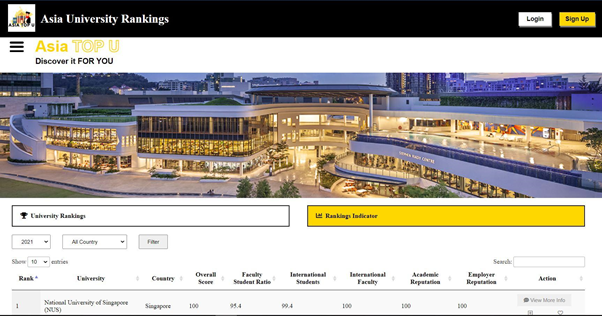 Asia University Rankings
Login
Sign Up
Asia TOP U
Discover it FOR YOU
University Rankings
Rankings Indicator
2021
All Country
Filter
Show 10 entries
Search:
Rank University Country Overall Score Faculty Student Ratio International Students International Faculty Academic Reputation Employer Reputation Action
1 National University of Singapore (NUS) Singapore 100 95.4 99.4 100 100 100 View More Info